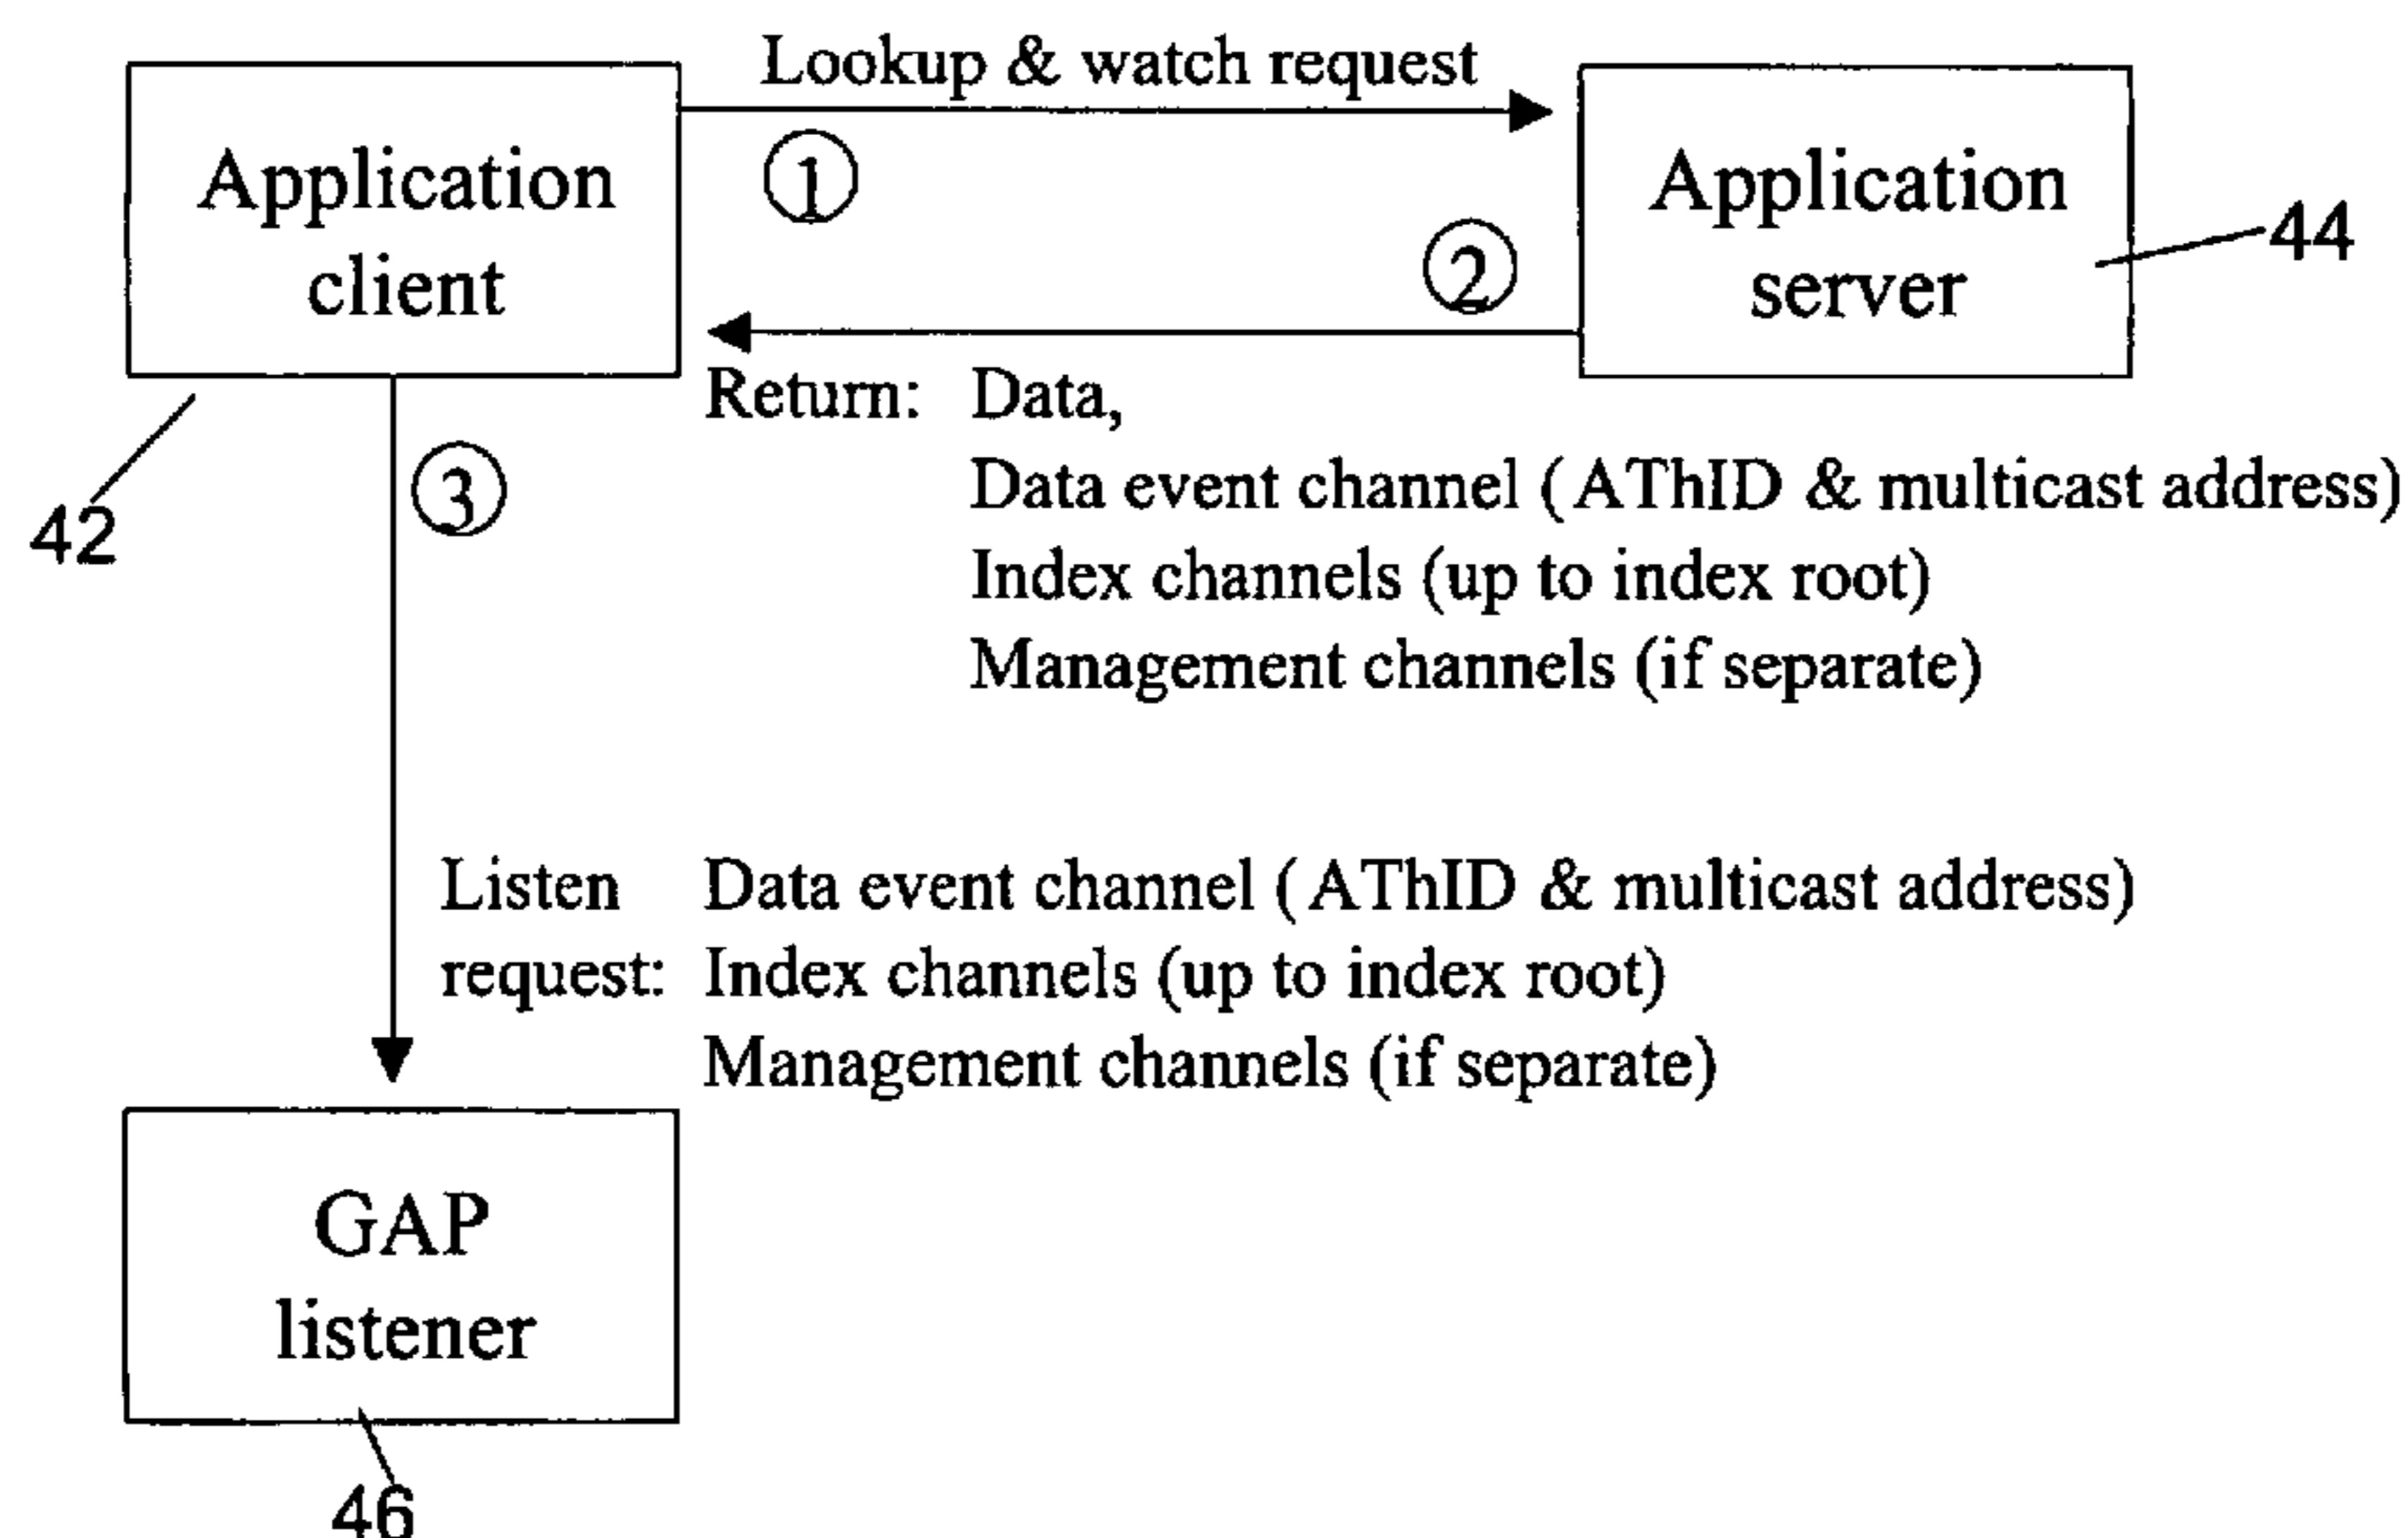 Lookup & watch request
Application
client
1
Application
server
44
2
Return: Data,
Data event channel (AThID & multicast address)
Index channels (up to index root)
Management channels (if separate)
42
3
Listen Data event channel (AThID & multicast address)
request: Index channels (up to index root)
Management channels (if separate)
GAP
listener
46